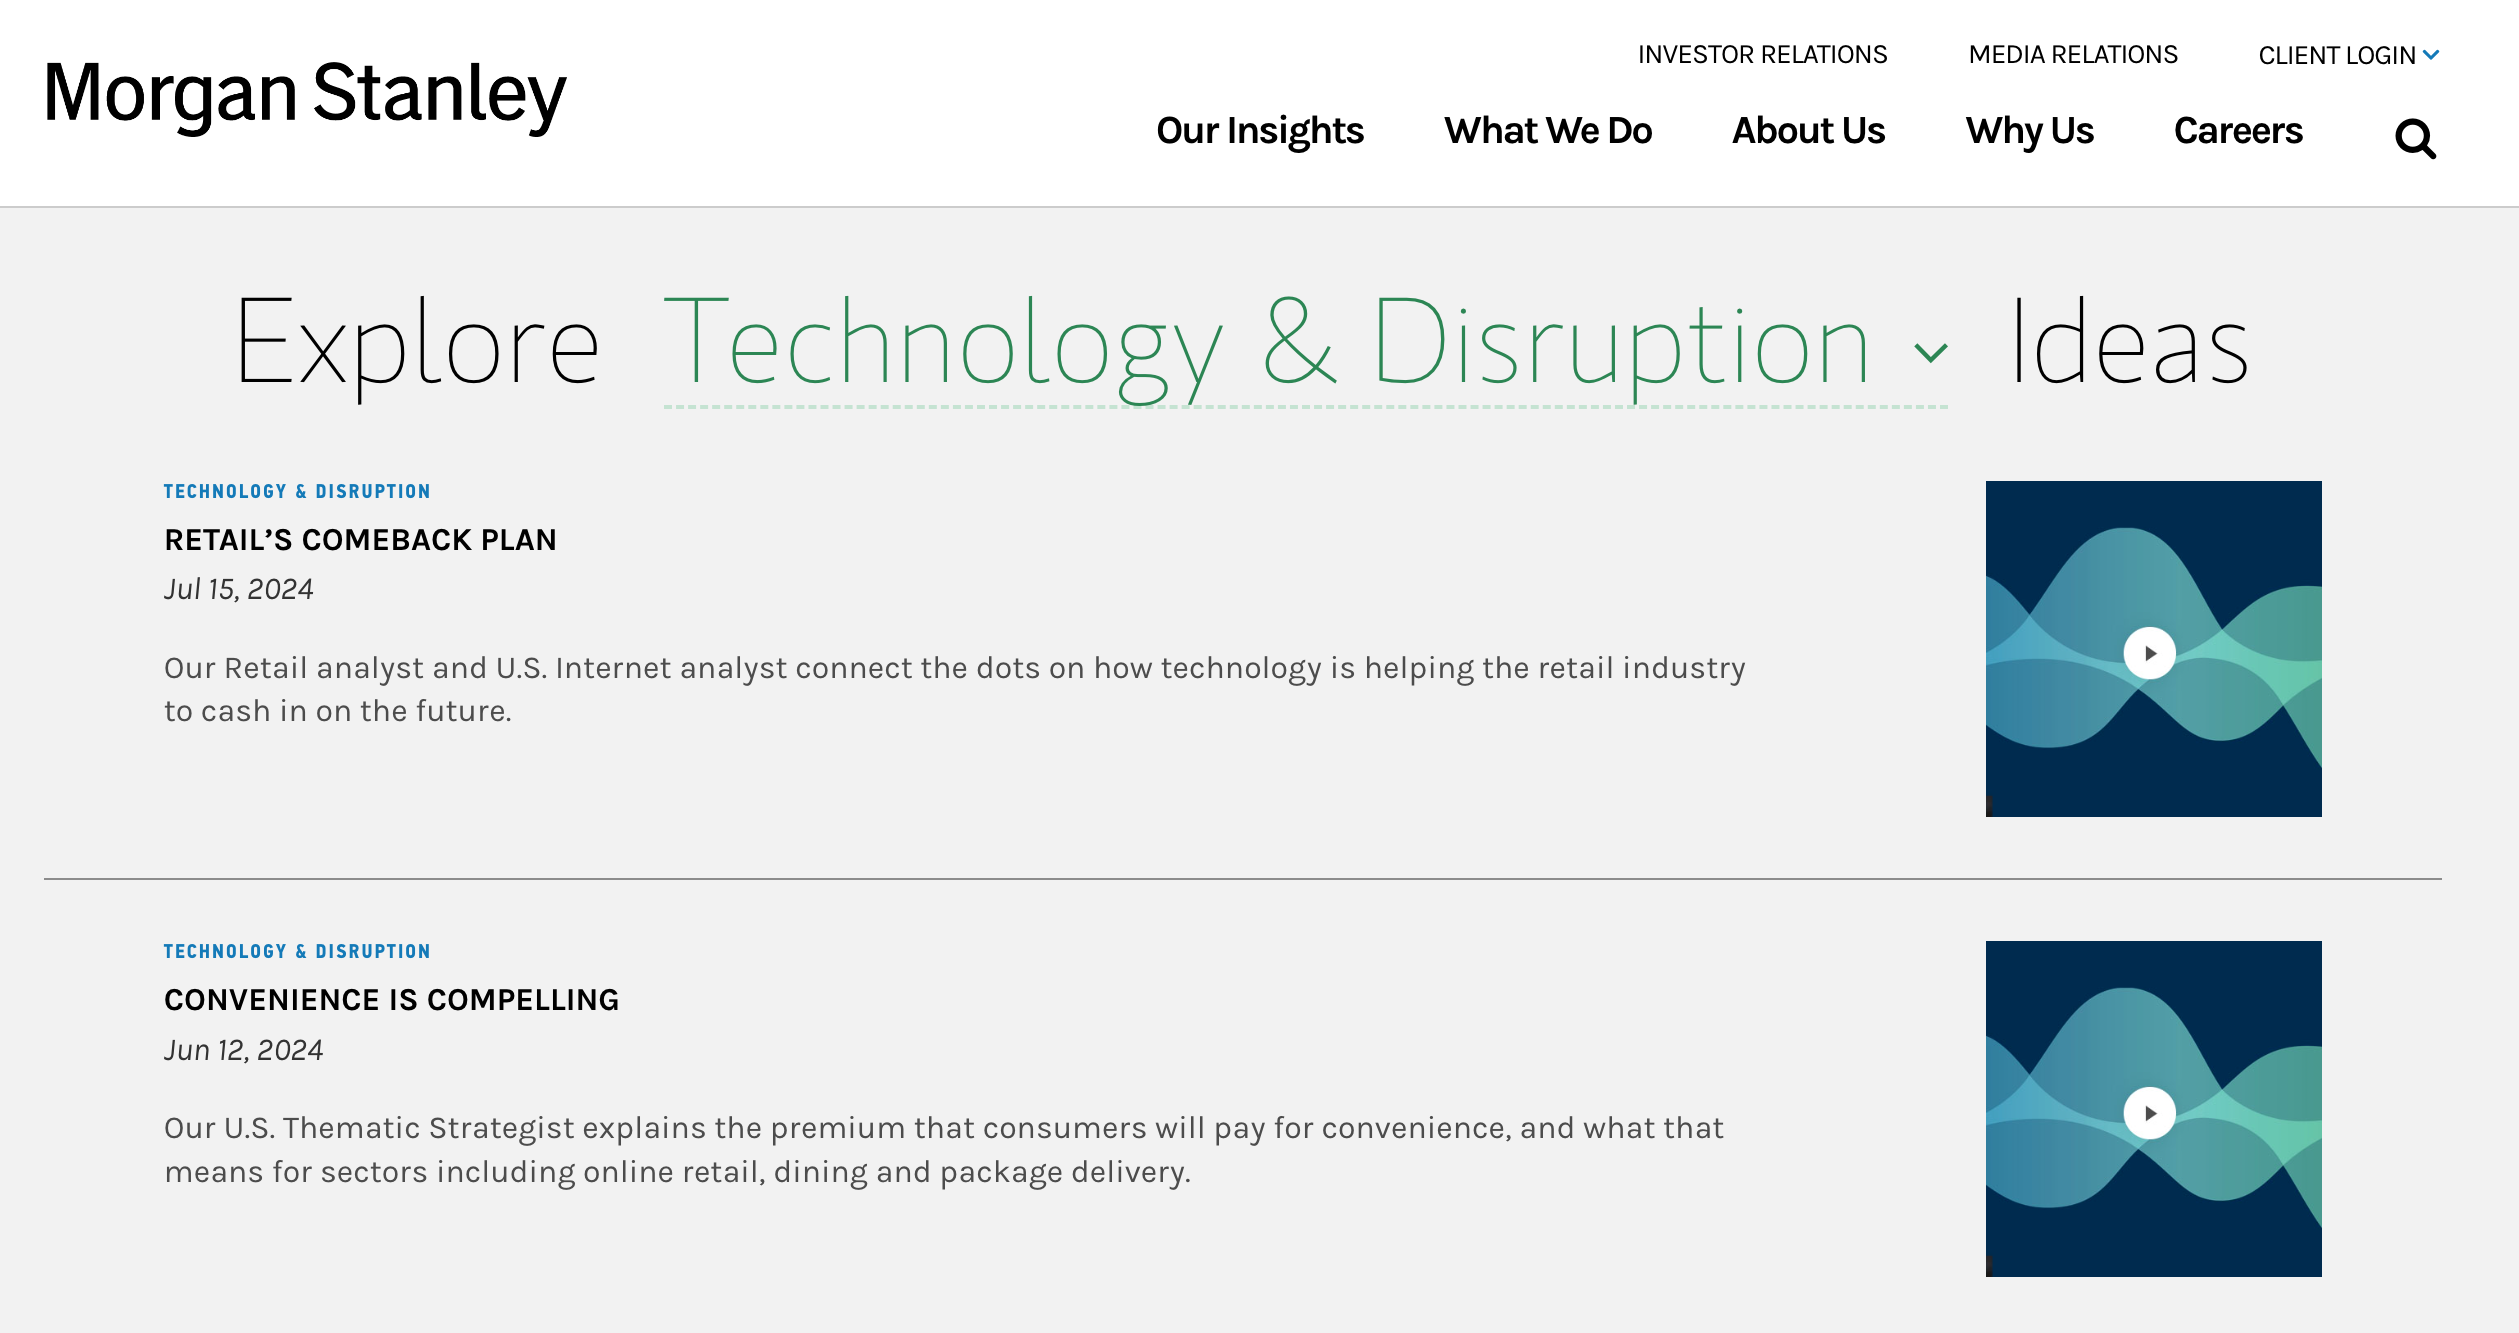 Morgan Stanley
INVESTOR RELATIONS MEDIA RELATIONS CLIENT LOGIN
Our Insights What We Do About Us Why Us Careers
Explore Technology & Disruption Ideas
TECHNOLOGY & DISRUPTION
RETAIL’S COMEBACK PLAN
Jul 15, 2024
Our Retail analyst and U.S. Internet analyst connect the dots on how technology is helping the retail industry
to cash in on the future.
TECHNOLOGY & DISRUPTION
CONVENIENCE IS COMPELLING
Jun 12, 2024
Our U.S. Thematic Strategist explains the premium that consumers will pay for convenience, and what that
means for sectors including online retail, dining and package delivery.